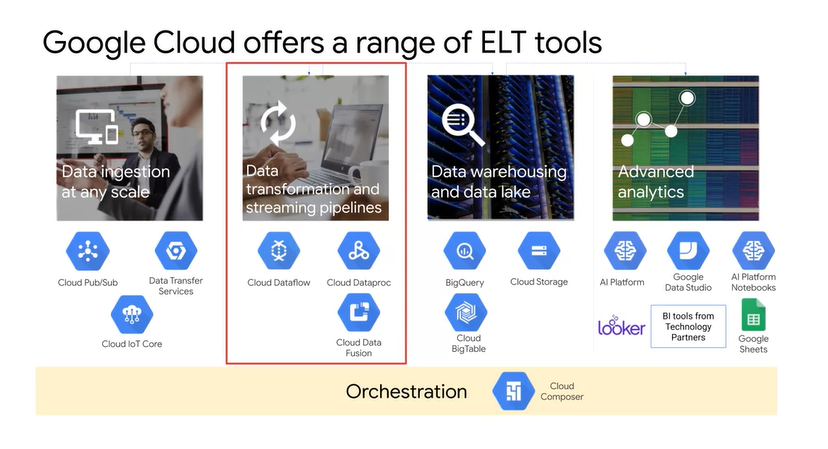 Google Cloud offers a range of ELT tools
Data ingestion
at any scale
Data
transformation and
streaming pipelines
Data warehousing
and data lake
Advanced
analytics
Cloud Pub/Sub
Data Transfer
Services
Cloud IoT Core
Cloud Dataflow
Cloud Dataproc
Cloud Data
Fusion
BigQuery
Cloud Storage
Cloud
BigTable
AI Platform
Google
Data Studio
AI Platform
Notebooks
looker
BI tools from
Technology
Partners
Google
Sheets
Orchestration
Cloud
Composer